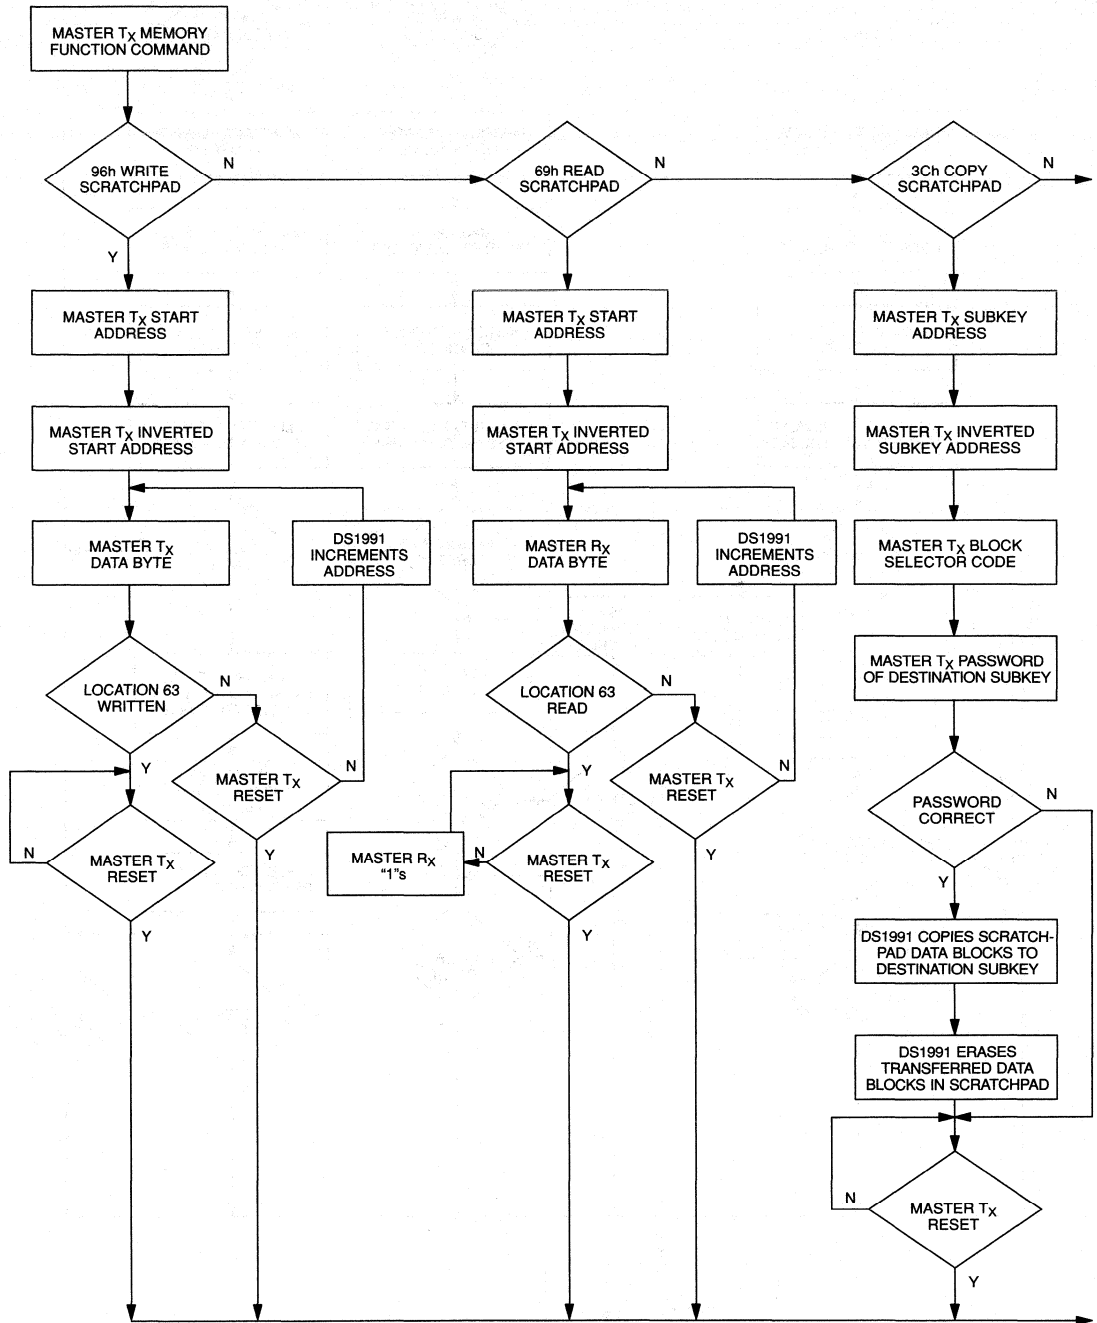 MASTER TX MEMORY
FUNCTION COMMAND
96h WRITE
SCRATCHPAD
N
Y
69h READ
SCRATCHPAD
N
3Ch COPY
SCRATCHPAD
N
MASTER TX START
ADDRESS
MASTER TX INVERTED
START ADDRESS
MASTER TX
DATA BYTE
DS1991
INCREMENTS
ADDRESS
LOCATION 63
WRITTEN
N
Y
MASTER TX
RESET
N
Y
MASTER TX
RESET
N
Y
MASTER TX START
ADDRESS
MASTER TX INVERTED
START ADDRESS
MASTER RX
DATA BYTE
DS1991
INCREMENTS
ADDRESS
LOCATION 63
READ
N
Y
MASTER TX
RESET
N
Y
MASTER RX
"1"s
N
MASTER TX
RESET
Y
MASTER TX SUBKEY
ADDRESS
MASTER TX INVERTED
SUBKEY ADDRESS
MASTER TX BLOCK
SELECTOR CODE
MASTER TX PASSWORD
OF DESTINATION SUBKEY
PASSWORD
CORRECT
N
Y
DS1991 COPIES SCRATCH-
PAD DATA BLOCKS TO
DESTINATION SUBKEY
DS1991 ERASES
TRANSFERRED DATA
BLOCKS IN SCRATCHPAD
N
MASTER TX
RESET
Y